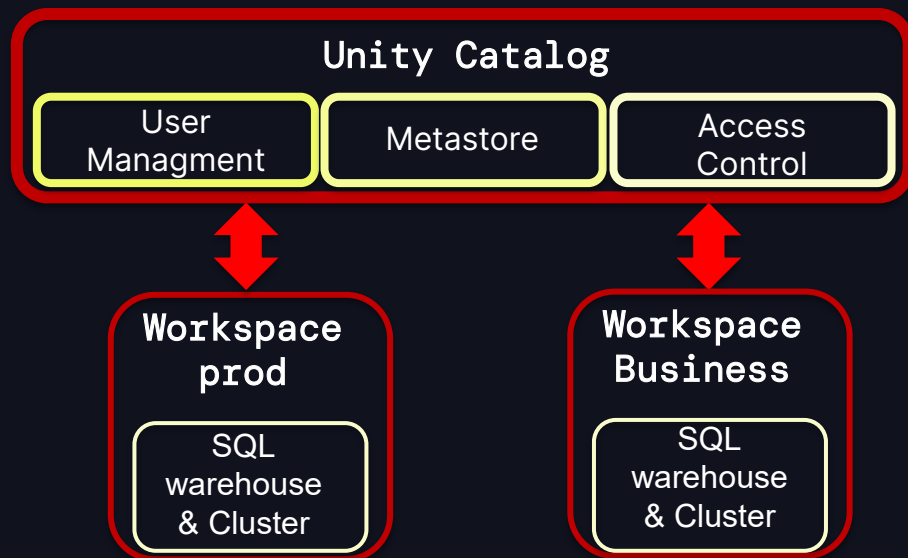 Unity Catalog
User
Managment
Metastore
Access
Control
Workspace
prod
SQL
warehouse
& Cluster
Workspace
Business
SQL
warehouse
& Cluster